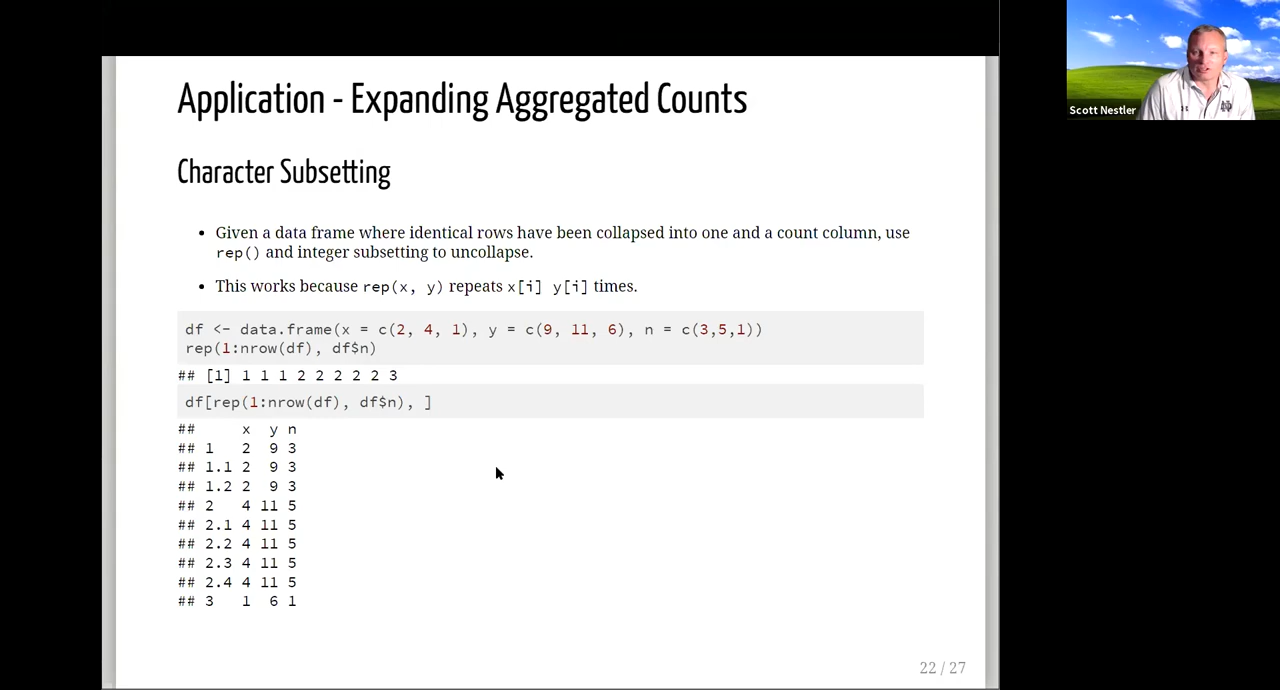 Application - Expanding Aggregated Counts
Scott Nestler
Character Subsetting
• Given a data frame where identical rows have been collapsed into one and a count column, use
rep() and integer subsetting to uncollapse.
• This works because rep(x, y) repeats x[i] y[i] times.
df <- data.frame(x = c(2, 4, 1), y = c(9, 11, 6), n = c(3,5,1))
rep(1:nrow(df), df$n)
## [1] 1 1 1 2 2 2 2 2 3
df[rep(1:nrow(df), df$n), ]
##     x  y n
## 1   2  9 3
## 1.1 2  9 3
## 1.2 2  9 3
## 2   4 11 5
## 2.1 4 11 5
## 2.2 4 11 5
## 2.3 4 11 5
## 2.4 4 11 5
## 3   1  6 1
22 / 27